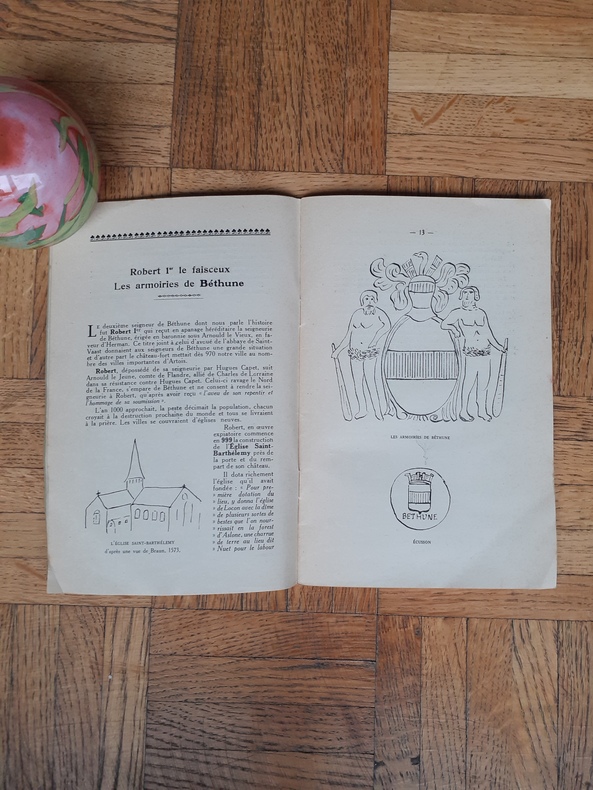 Robert Iᵉʳ le faisceux
Les armoiries de Béthune
Le deuxième seigneur de Béthune dont nous parle l'histoire
fut Robert Iᵉʳ qui reçut en apanage héréditaire la seigneurie
de Béthune, érigée en baronnie sous Arnould le Vieux, en fa-
veur d'Herman. Ce titre joint à celui d'avoué de l'abbaye de Saint-
Vaast donnaient aux seigneurs de Béthune une grande situation
et d'autre part le château-fort mettait dès 970 notre ville au nom-
bre des villes importantes d'Artois.
Robert, dépossédé de sa seigneurie par Hugues Capet, suit
Arnould le Jeune, comte de Flandre, allié de Charles de Lorraine
dans sa résistance contre Hugues Capet. Celui-ci ravage le Nord
de la France, s'empare de Béthune et ne consent à rendre la sei-
gneurie à Robert, qu'après avoir reçu « l'aveu de son repentir et
l'hommage de sa soumission ».
L'an 1000 approchait, la peste décimait la population, chacun
croyait à la destruction prochaine du monde et tous se livraient
à la prière. Les villes se couvraient d'églises neuves.
Robert, en œuvre
expiatoire commence
en 999 la construction
de l'Église Saint-
Barthélemy près de
la porte et du rem-
part de son château.
Il dota richement
l'église qu'il avait
fondée : « Pour pre-
» mière dotation du
» lieu, y donna l'église
» de Locon avec la dîme
» de plusieurs sortes de
» bestes que l'on nour-
» rissait en la forest
» d'Aslone, une charrue
» de terre au lieu dit
» Nuet pour le labour
L'ÉGLISE SAINT-BARTHÉLEMY
d'après une vue de Braun, 1573.
— 13 —
LES ARMOIRIES DE BÉTHUNE
BETHUNE
ÉCUSSON